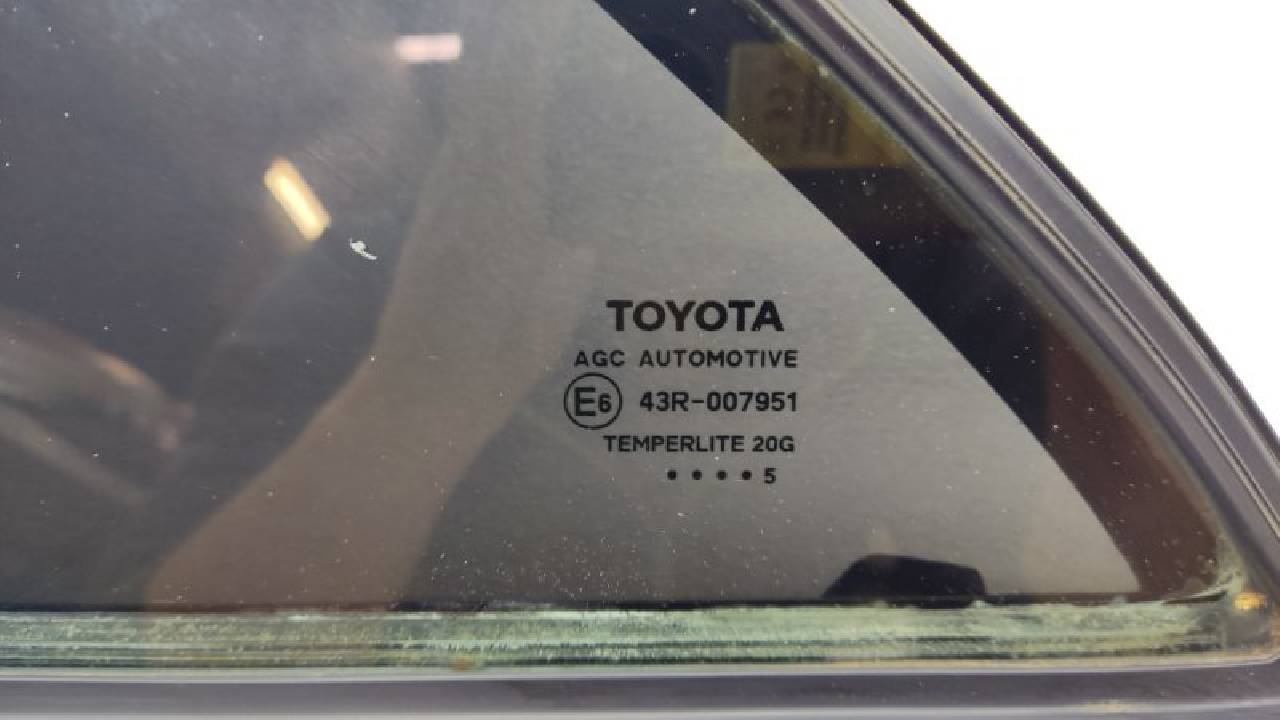 TOYOTA
AGC AUTOMOTIVE
E6 43R-007951
TEMPERLITE 20G
• • • • 5